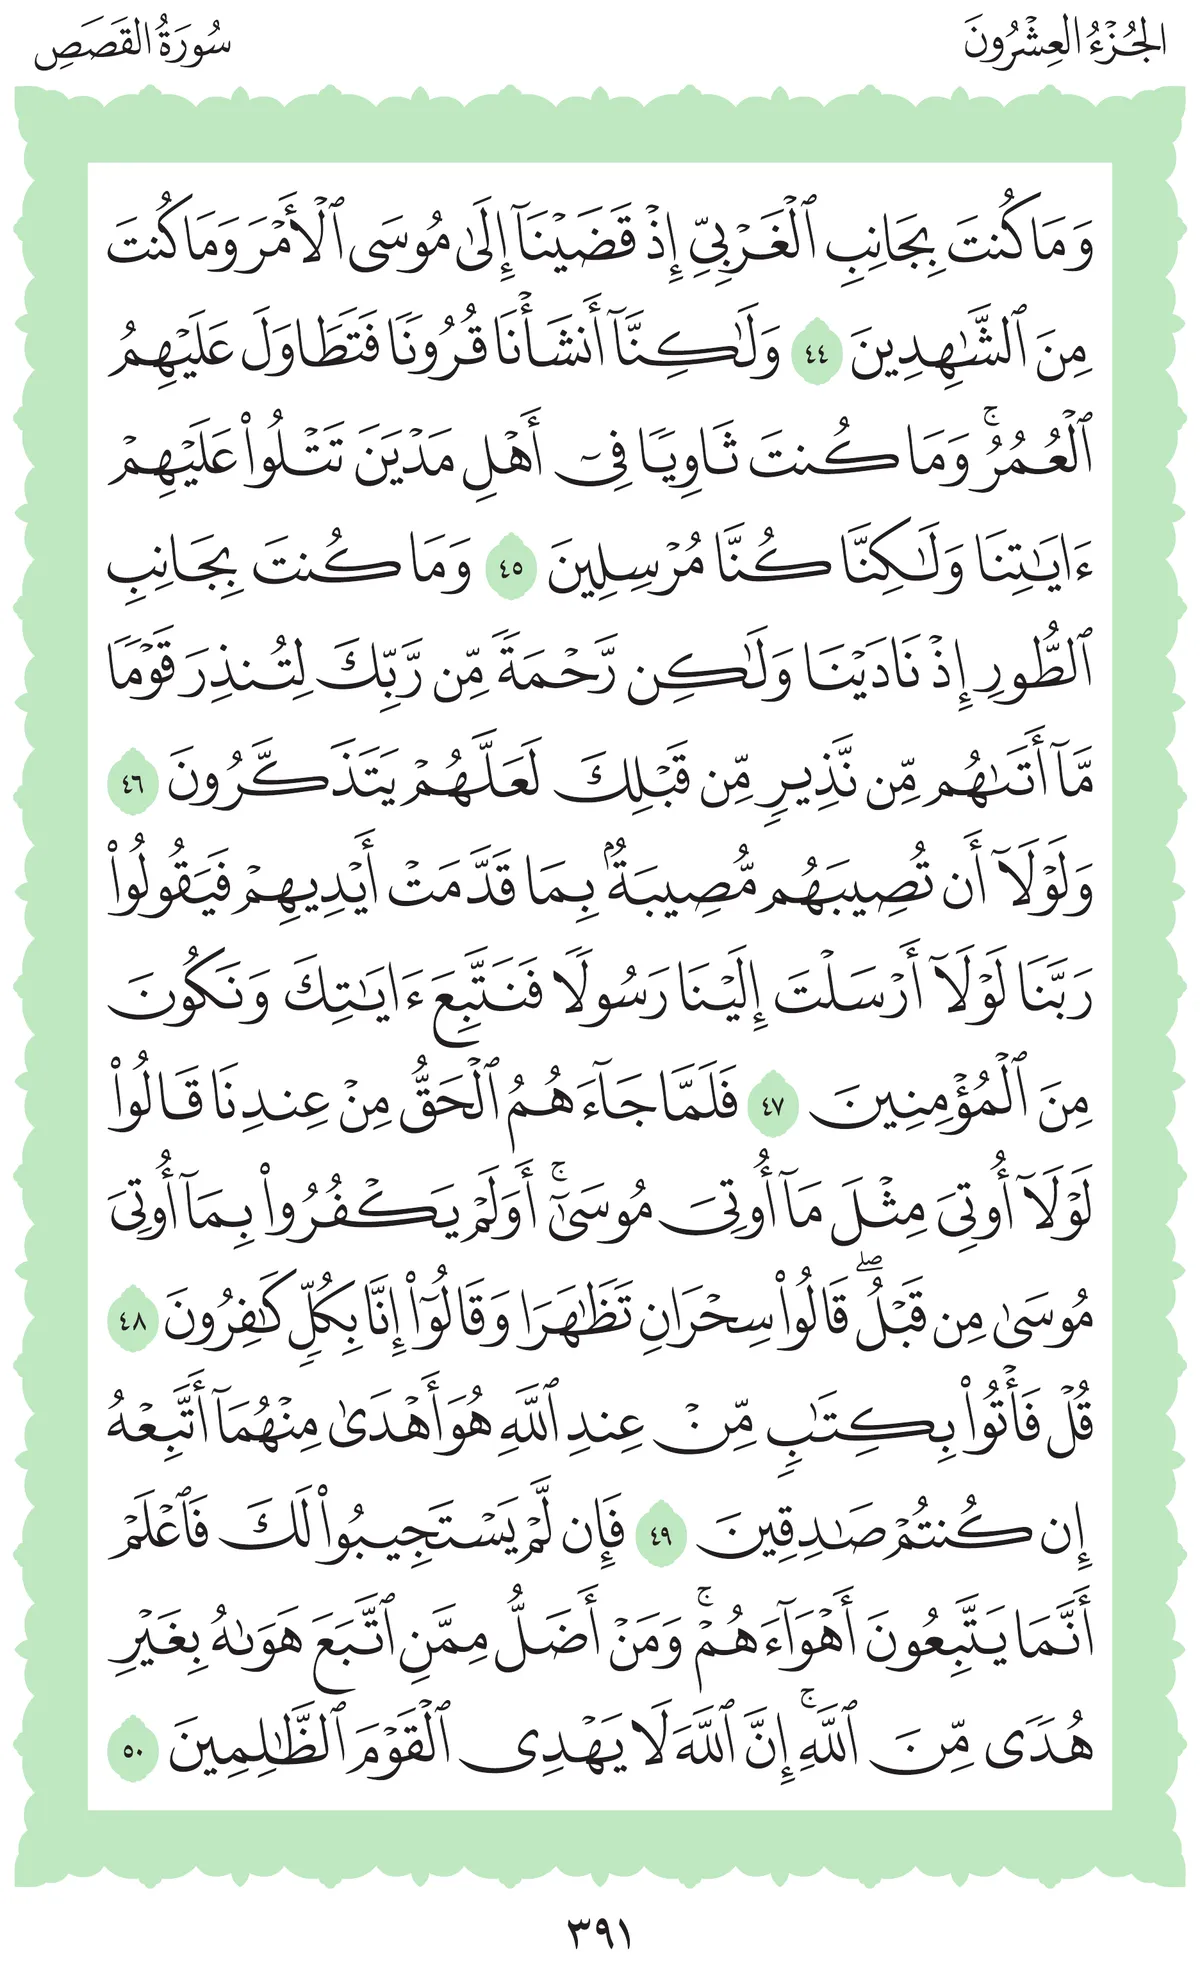 الجُزْءُ العِشْرُونَ
سُورَةُ القَصَصِ
وَمَا كُنتَ بِجَانِبِ ٱلْغَرْبِيِّ إِذْ قَضَيْنَآ إِلَىٰ مُوسَى ٱلْأَمْرَ وَمَا كُنتَ
مِنَ ٱلشَّٰهِدِينَ ٤٤ وَلَٰكِنَّآ أَنشَأْنَا قُرُونًا فَتَطَاوَلَ عَلَيْهِمُ
ٱلْعُمُرُۚ وَمَا كُنتَ ثَاوِيًا فِىٓ أَهْلِ مَدْيَنَ تَتْلُوا۟ عَلَيْهِمْ
ءَايَٰتِنَا وَلَٰكِنَّا كُنَّا مُرْسِلِينَ ٤٥ وَمَا كُنتَ بِجَانِبِ
ٱلطُّورِ إِذْ نَادَيْنَا وَلَٰكِن رَّحْمَةً مِّن رَّبِّكَ لِتُنذِرَ قَوْمًا
مَّآ أَتَىٰهُم مِّن نَّذِيرٍ مِّن قَبْلِكَ لَعَلَّهُمْ يَتَذَكَّرُونَ ٤٦
وَلَوْلَآ أَن تُصِيبَهُم مُّصِيبَةٌۢ بِمَا قَدَّمَتْ أَيْدِيهِمْ فَيَقُولُوا۟
رَبَّنَا لَوْلَآ أَرْسَلْتَ إِلَيْنَا رَسُولًا فَنَتَّبِعَ ءَايَٰتِكَ وَنَكُونَ
مِنَ ٱلْمُؤْمِنِينَ ٤٧ فَلَمَّا جَآءَهُمُ ٱلْحَقُّ مِنْ عِندِنَا قَالُوا۟
لَوْلَآ أُوتِىَ مِثْلَ مَآ أُوتِىَ مُوسَىٰٓۚ أَوَلَمْ يَكْفُرُوا۟ بِمَآ أُوتِىَ
مُوسَىٰ مِن قَبْلُۖ قَالُوا۟ سِحْرَانِ تَظَٰهَرَا وَقَالُوٓا۟ إِنَّا بِكُلٍّ كَٰفِرُونَ ٤٨
قُلْ فَأْتُوا۟ بِكِتَٰبٍ مِّنْ عِندِ ٱللَّهِ هُوَ أَهْدَىٰ مِنْهُمَآ أَتَّبِعْهُ
إِن كُنتُمْ صَٰدِقِينَ ٤٩ فَإِن لَّمْ يَسْتَجِيبُوا۟ لَكَ فَٱعْلَمْ
أَنَّمَا يَتَّبِعُونَ أَهْوَآءَهُمْۚ وَمَنْ أَضَلُّ مِمَّنِ ٱتَّبَعَ هَوَىٰهُ بِغَيْرِ
هُدًى مِّنَ ٱللَّهِۚ إِنَّ ٱللَّهَ لَا يَهْدِى ٱلْقَوْمَ ٱلظَّٰلِمِينَ ٥٠
٣٩١